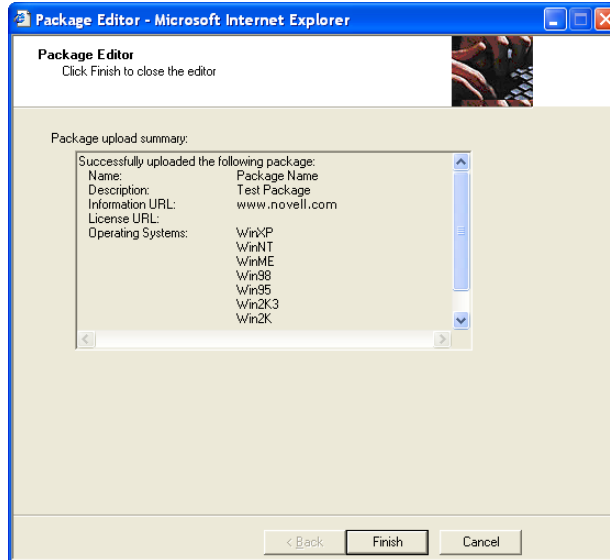 Package Editor - Microsoft Internet Explorer
Package Editor
Click Finish to close the editor
Package upload summary:
Successfully uploaded the following package:
Name: Package Name
Description: Test Package
Information URL: www.novell.com
License URL:
Operating Systems: WinXP
WinNT
WinME
Win98
Win95
Win2K3
Win2K
< Back Finish Cancel